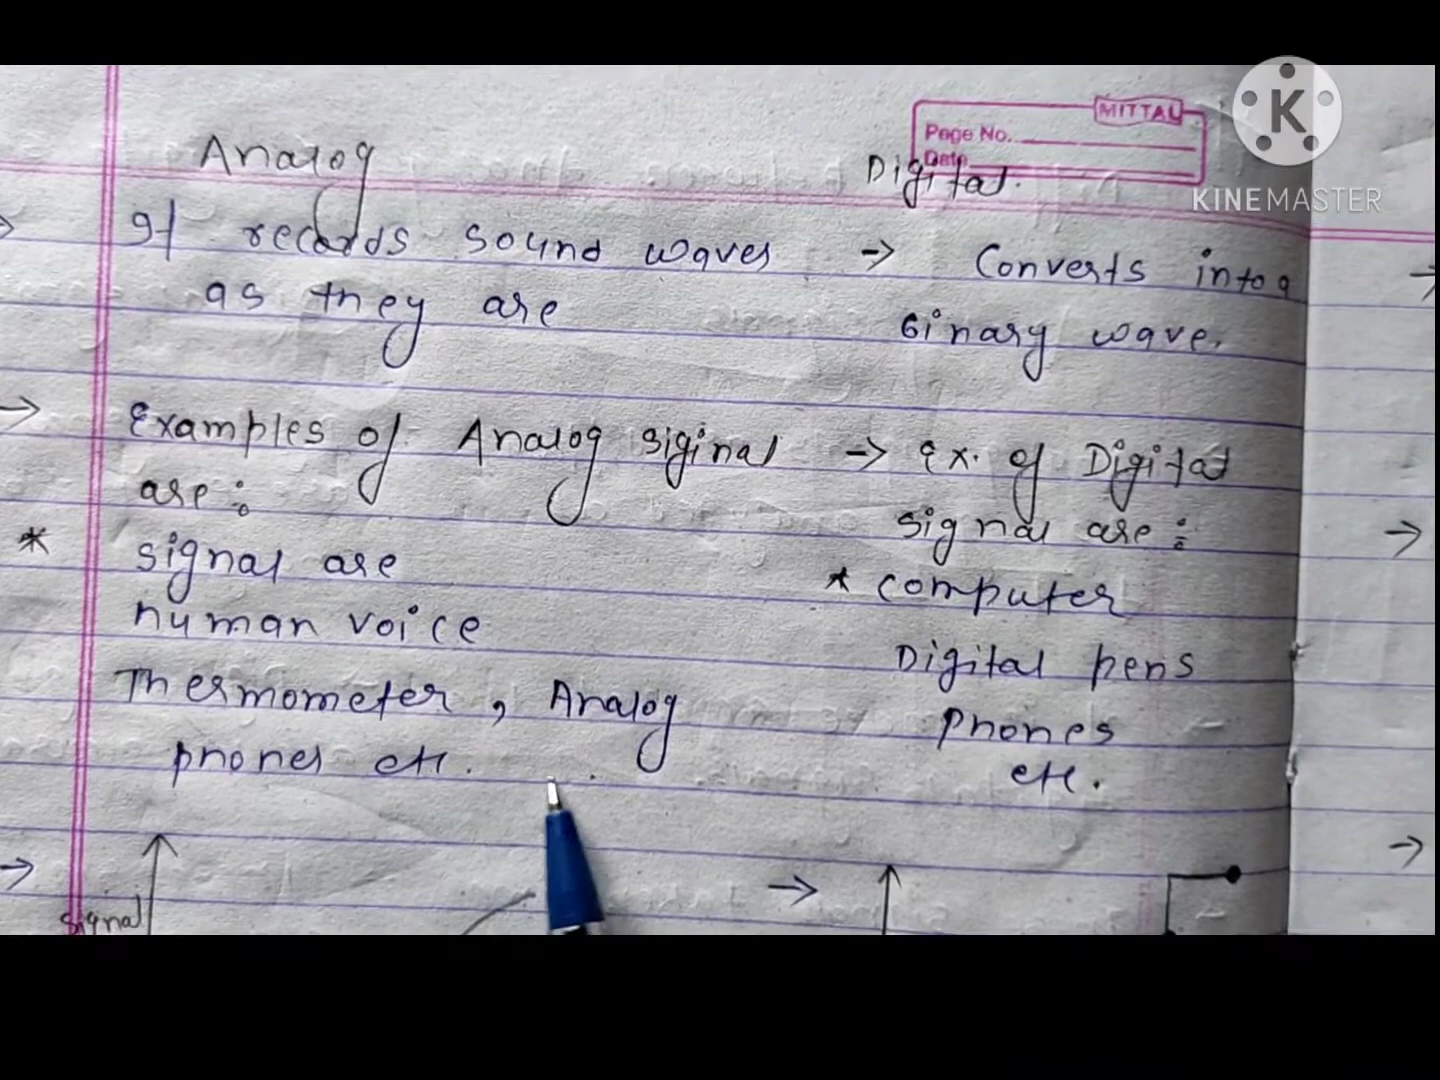 MITTAL
Page No.
Date
KINEMASTER
Analog
It records sound waves
as they are
Examples of Analog Siginal
are:
* signal are
human voice
Thermometer, Analog
phones etc.
signal
Digital.
→ Converts into a
binary wave.
→ Ex. of Digital
signal are:
* computer
Digital pens
Phones
etc.